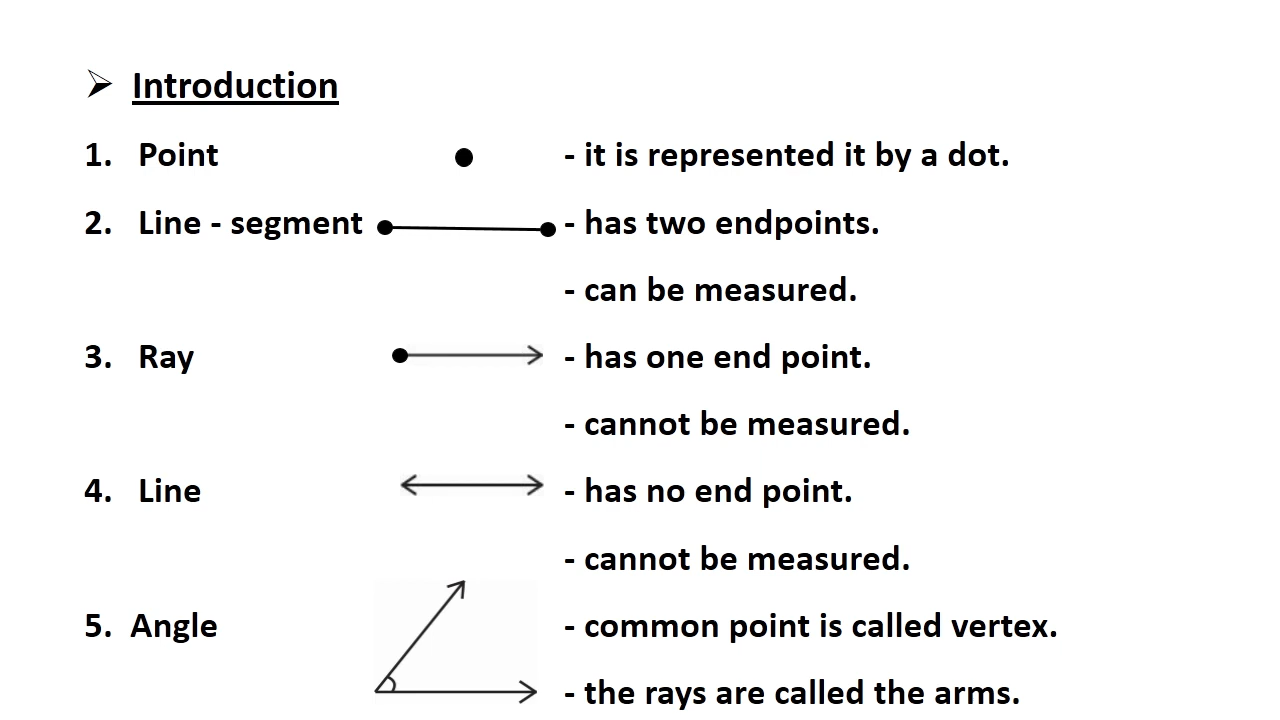 ➢ Introduction
1. Point - it is represented it by a dot.
2. Line - segment - has two endpoints.
- can be measured.
3. Ray - has one end point.
- cannot be measured.
4. Line - has no end point.
- cannot be measured.
5. Angle - common point is called vertex.
- the rays are called the arms.